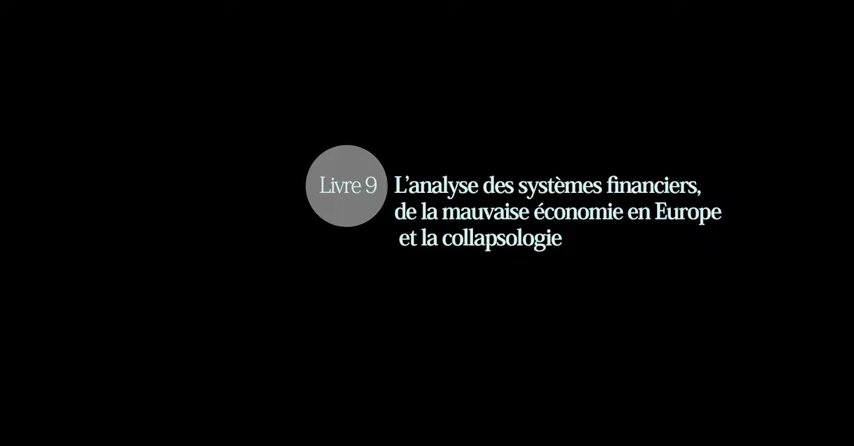 Livre 9
L'analyse des systèmes financiers,
de la mauvaise économie en Europe
et la collapsologie